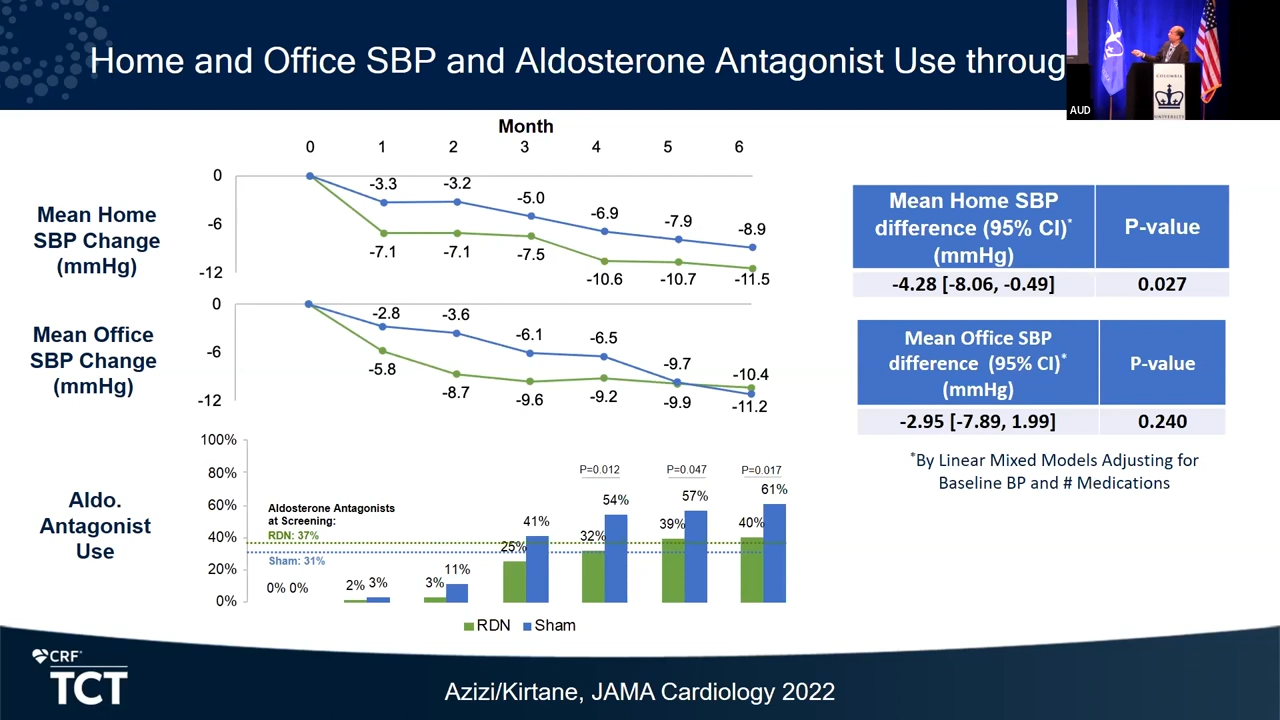 Home and Office SBP and Aldosterone Antagonist Use throug
AUD
COLUMBIA
UNIVERSITY
Month
0 1 2 3 4 5 6
Mean Home
SBP Change
(mmHg)
0
-6
-12
-3.3 -3.2 -5.0 -6.9 -7.9 -8.9
-7.1 -7.1 -7.5 -10.6 -10.7 -11.5
Mean Office
SBP Change
(mmHg)
0
-6
-12
-2.8 -3.6 -6.1 -6.5 -9.7 -10.4
-5.8 -8.7 -9.6 -9.2 -9.9 -11.2
Aldo.
Antagonist
Use
100%
80%
60%
40%
20%
0%
Aldosterone Antagonists
at Screening:
RDN: 37%
Sham: 31%
P=0.012 P=0.047 P=0.017
0% 0% 2% 3% 3% 11% 25% 41% 32% 54% 39% 57% 40% 61%
RDN Sham
Mean Home SBP
difference (95% CI)*
(mmHg)
P-value
-4.28 [-8.06, -0.49] 0.027
Mean Office SBP
difference (95% CI)*
(mmHg)
P-value
-2.95 [-7.89, 1.99] 0.240
*By Linear Mixed Models Adjusting for
Baseline BP and # Medications
CRF
TCT
Azizi/Kirtane, JAMA Cardiology 2022